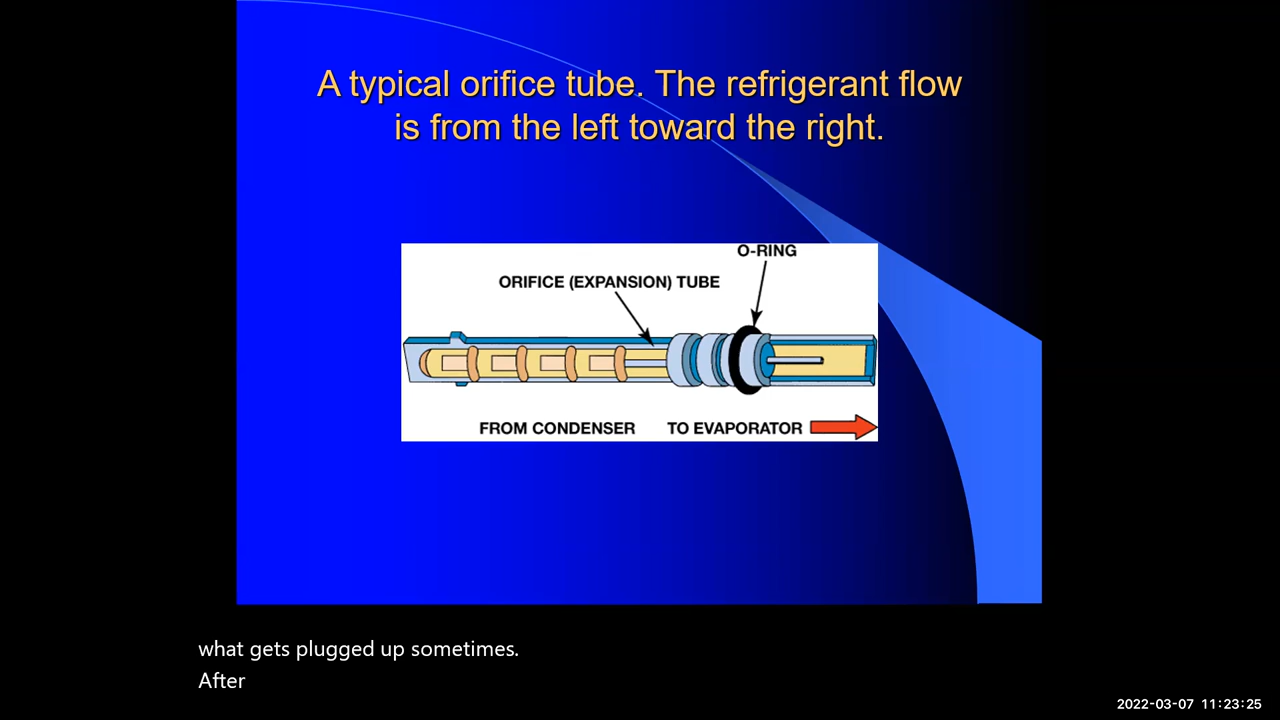 A typical orifice tube. The refrigerant flow
is from the left toward the right.
O-RING
ORIFICE (EXPANSION) TUBE
FROM CONDENSER TO EVAPORATOR
what gets plugged up sometimes.
After
2022-03-07 11:23:25